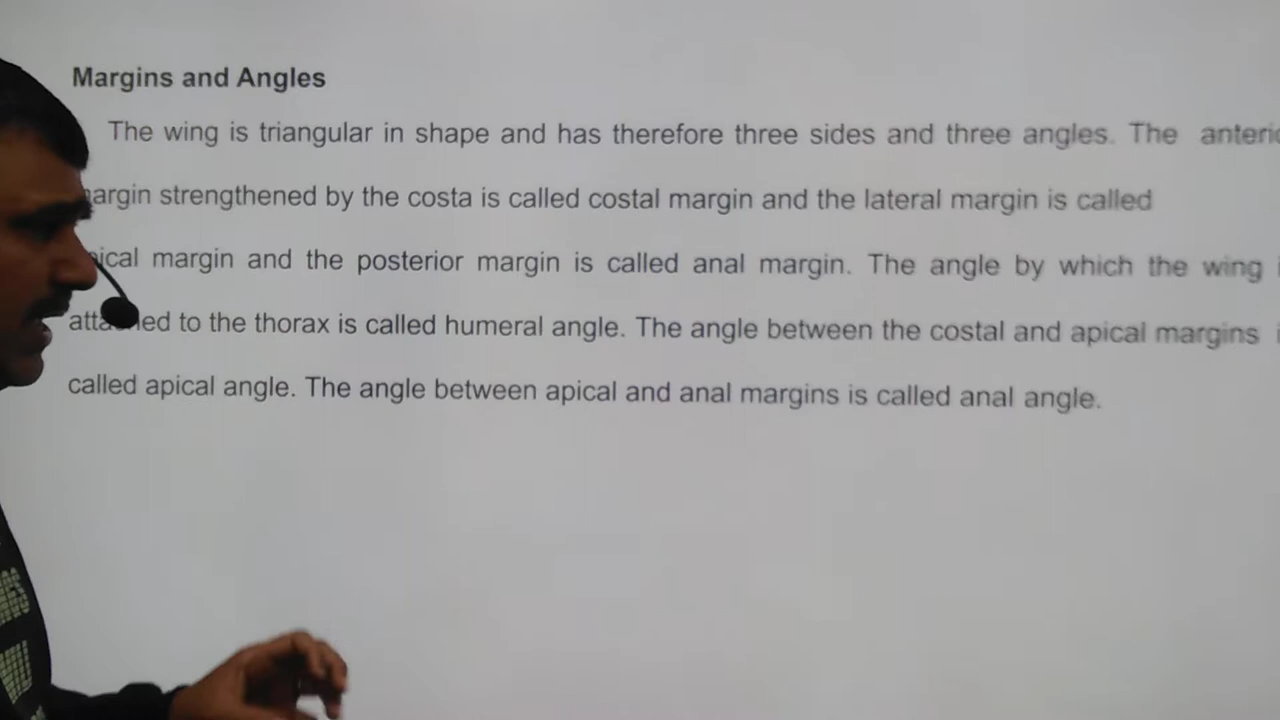 Margins and Angles
The wing is triangular in shape and has therefore three sides and three angles. The
strengthened by the costa is called costal margin and the lateral margin is called
margin and the posterior margin is called anal margin. The angle by which the wing
to the thorax is called humeral angle. The angle between the costal and apical margins
called apical angle. The angle between apical and anal margins is called anal angle.